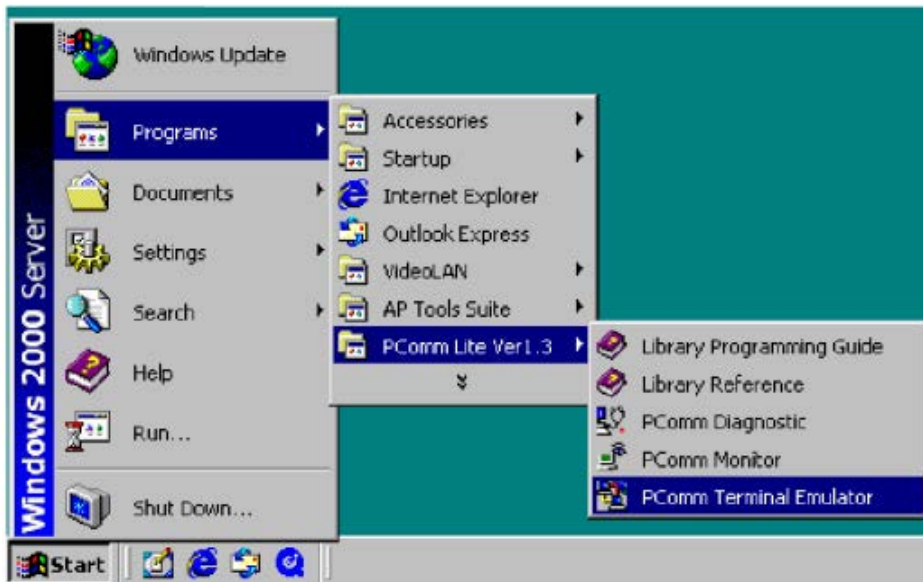 Windows 2000 Server
Windows Update
Programs
Documents
Settings
Search
Help
Run...
Shut Down...
Accessories
Startup
Internet Explorer
Outlook Express
VideoLAN
AP Tools Suite
PComm Lite Ver1.3
Library Programming Guide
Library Reference
PComm Diagnostic
PComm Monitor
PComm Terminal Emulator
Start